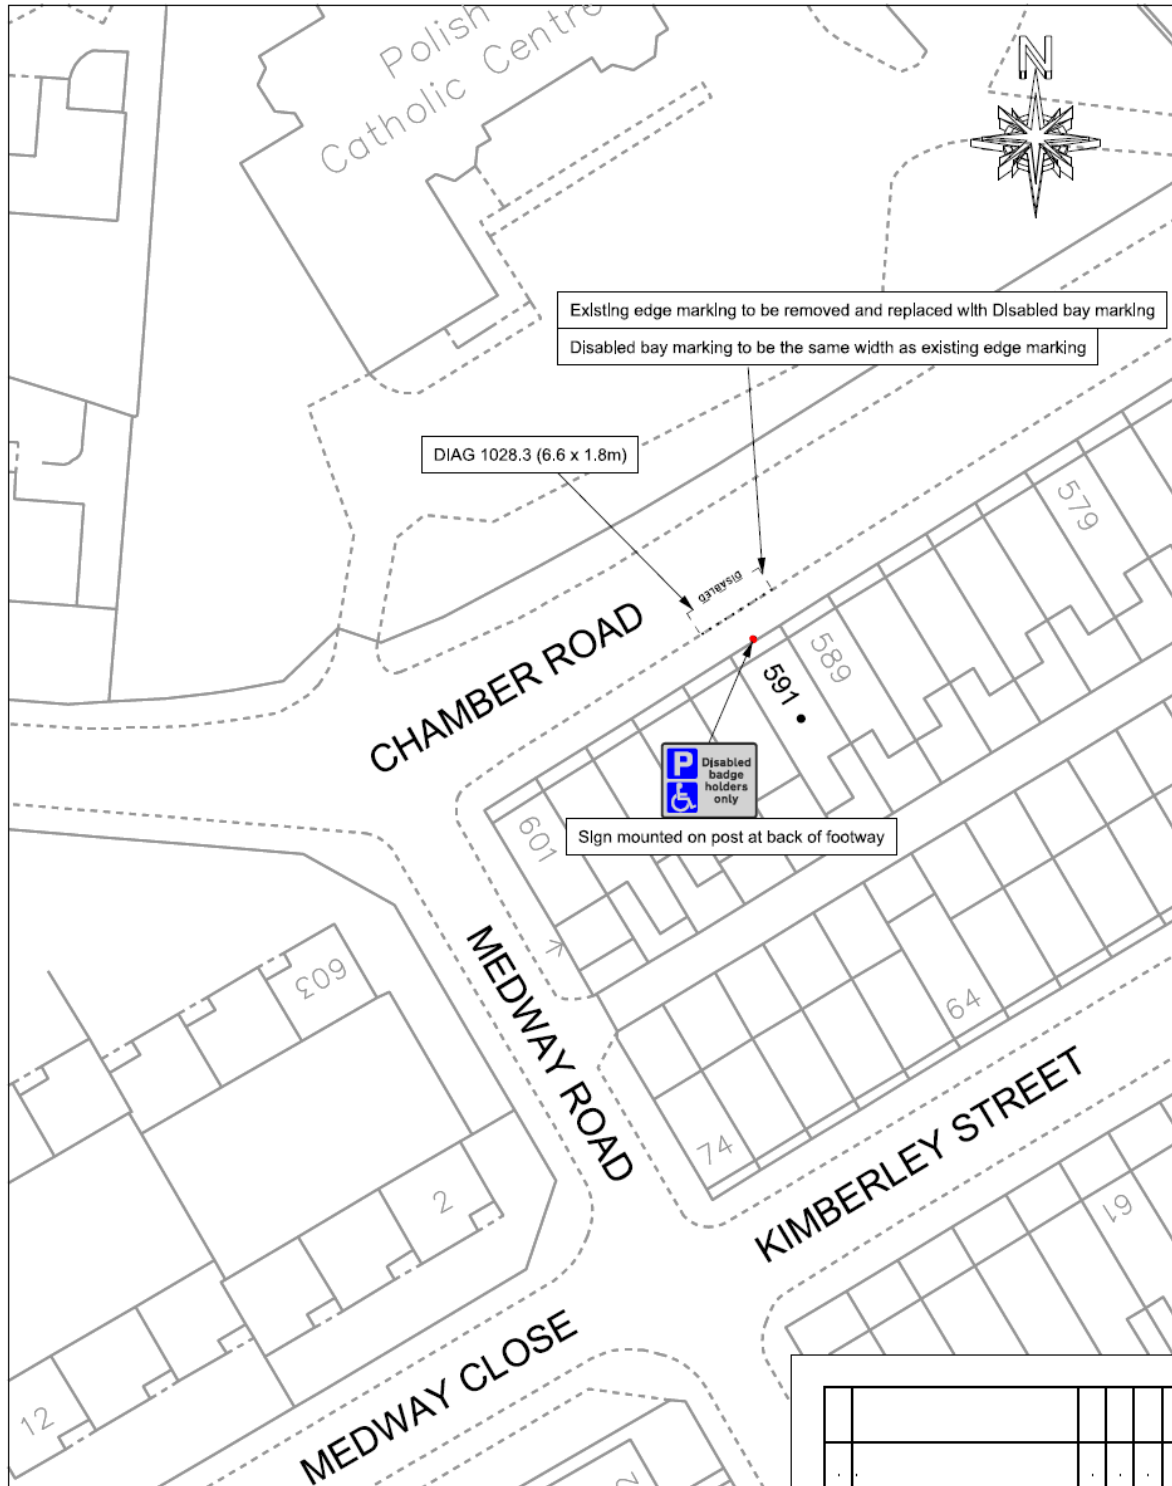 Polish
Catholic Centre
N
Existing edge marking to be removed and replaced with Disabled bay marking
Disabled bay marking to be the same width as existing edge marking
DIAG 1028.3 (6.6 x 1.8m)
579
DISABLED
CHAMBER ROAD
589
591
P
Disabled
badge
holders
only
Sign mounted on post at back of footway
601
MEDWAY ROAD
603
64
74
KIMBERLEY STREET
2
61
MEDWAY CLOSE
12